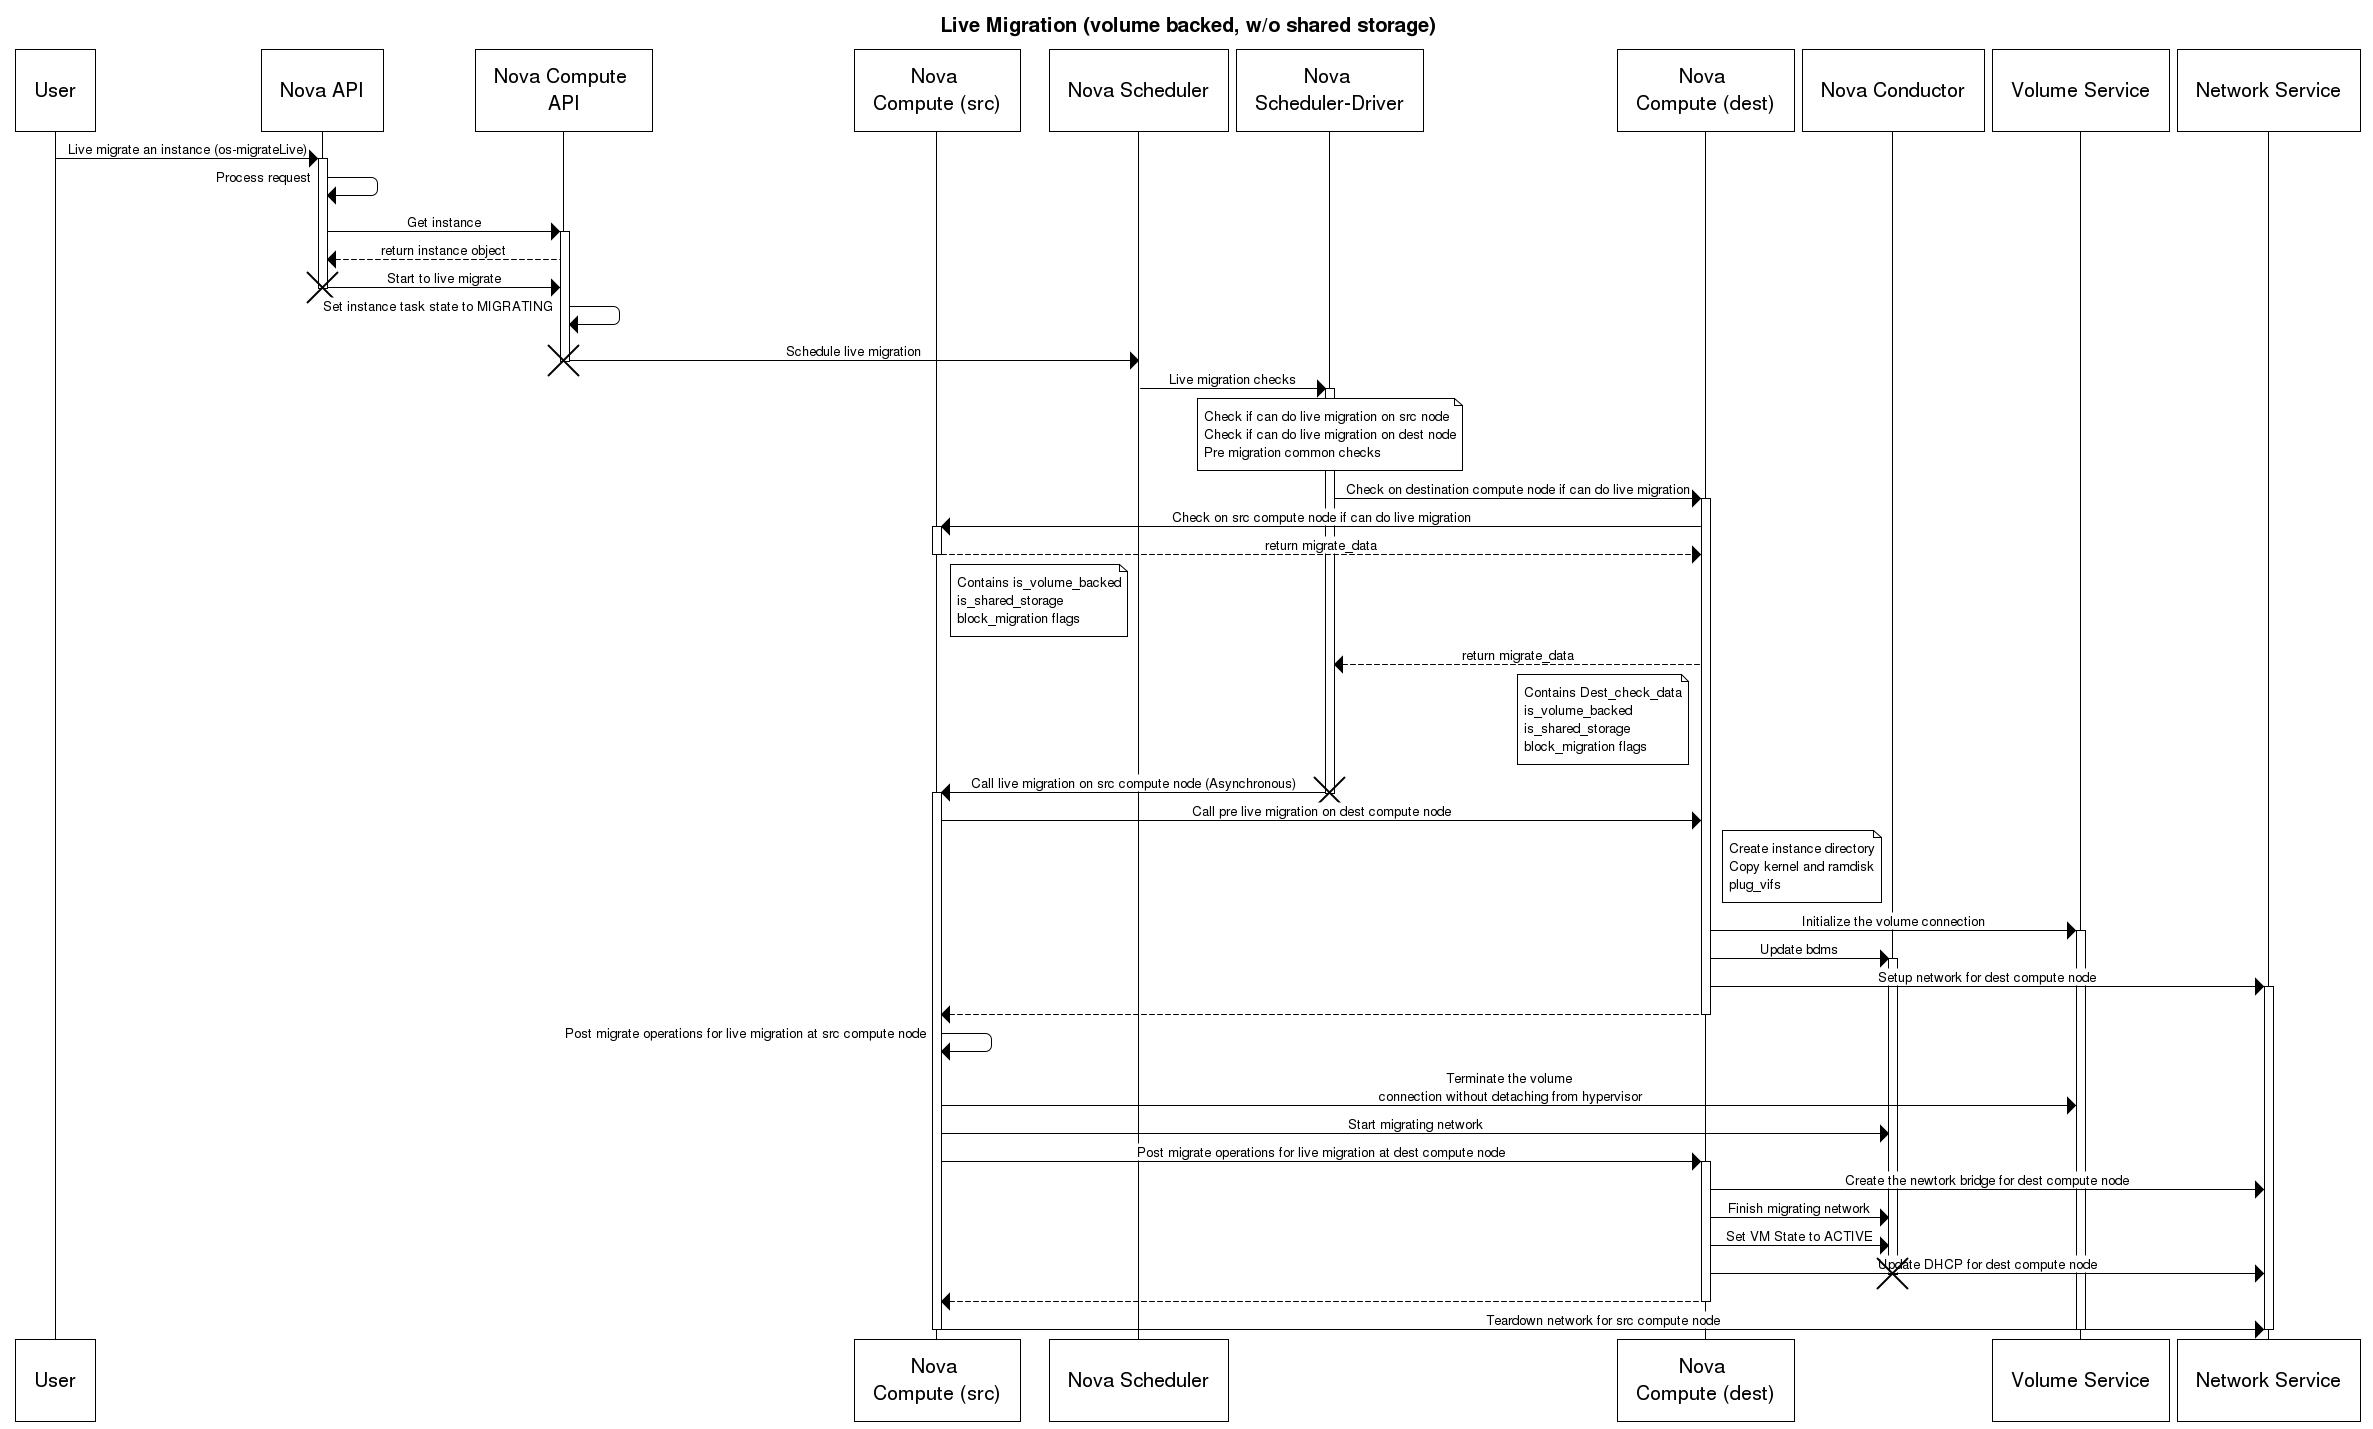 Live Migration (volume backed, w/o shared storage)
User
Nova API
Nova Compute
API
Nova
Compute (src)
Nova Scheduler
Nova
Scheduler-Driver
Nova
Compute (dest)
Nova Conductor
Volume Service
Network Service
Live migrate an instance (os-migrateLive)
Process request
Get instance
return instance object
Start to live migrate
Set instance task state to MIGRATING
Schedule live migration
Live migration checks
Check if can do live migration on src node
Check if can do live migration on dest node
Pre migration common checks
Check on destination compute node if can do live migration
Check on src compute node if can do live migration
return migrate_data
Contains is_volume_backed
is_shared_storage
block_migration flags
return migrate_data
Contains Dest_check_data
is_volume_backed
is_shared_storage
block_migration flags
Call live migration on src compute node (Asynchronous)
Call pre live migration on dest compute node
Create instance directory
Copy kernel and ramdisk
plug_vifs
Initialize the volume connection
Update bdms
Setup network for dest compute node
Post migrate operations for live migration at src compute node
Terminate the volume
connection without detaching from hypervisor
Start migrating network
Post migrate operations for live migration at dest compute node
Create the newtork bridge for dest compute node
Finish migrating network
Set VM State to ACTIVE
Update DHCP for dest compute node
Teardown network for src compute node
User
Nova
Compute (src)
Nova Scheduler
Nova
Compute (dest)
Volume Service
Network Service